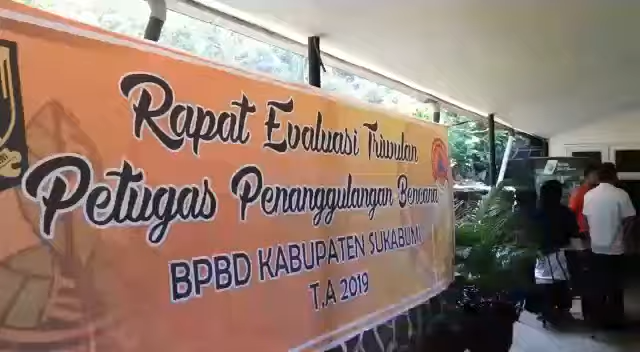 Rapat Evaluasi Triwulan
Petugas Penanggulangan Bencana
BPBD KABUPATEN SUKABUMI
T.A 2019